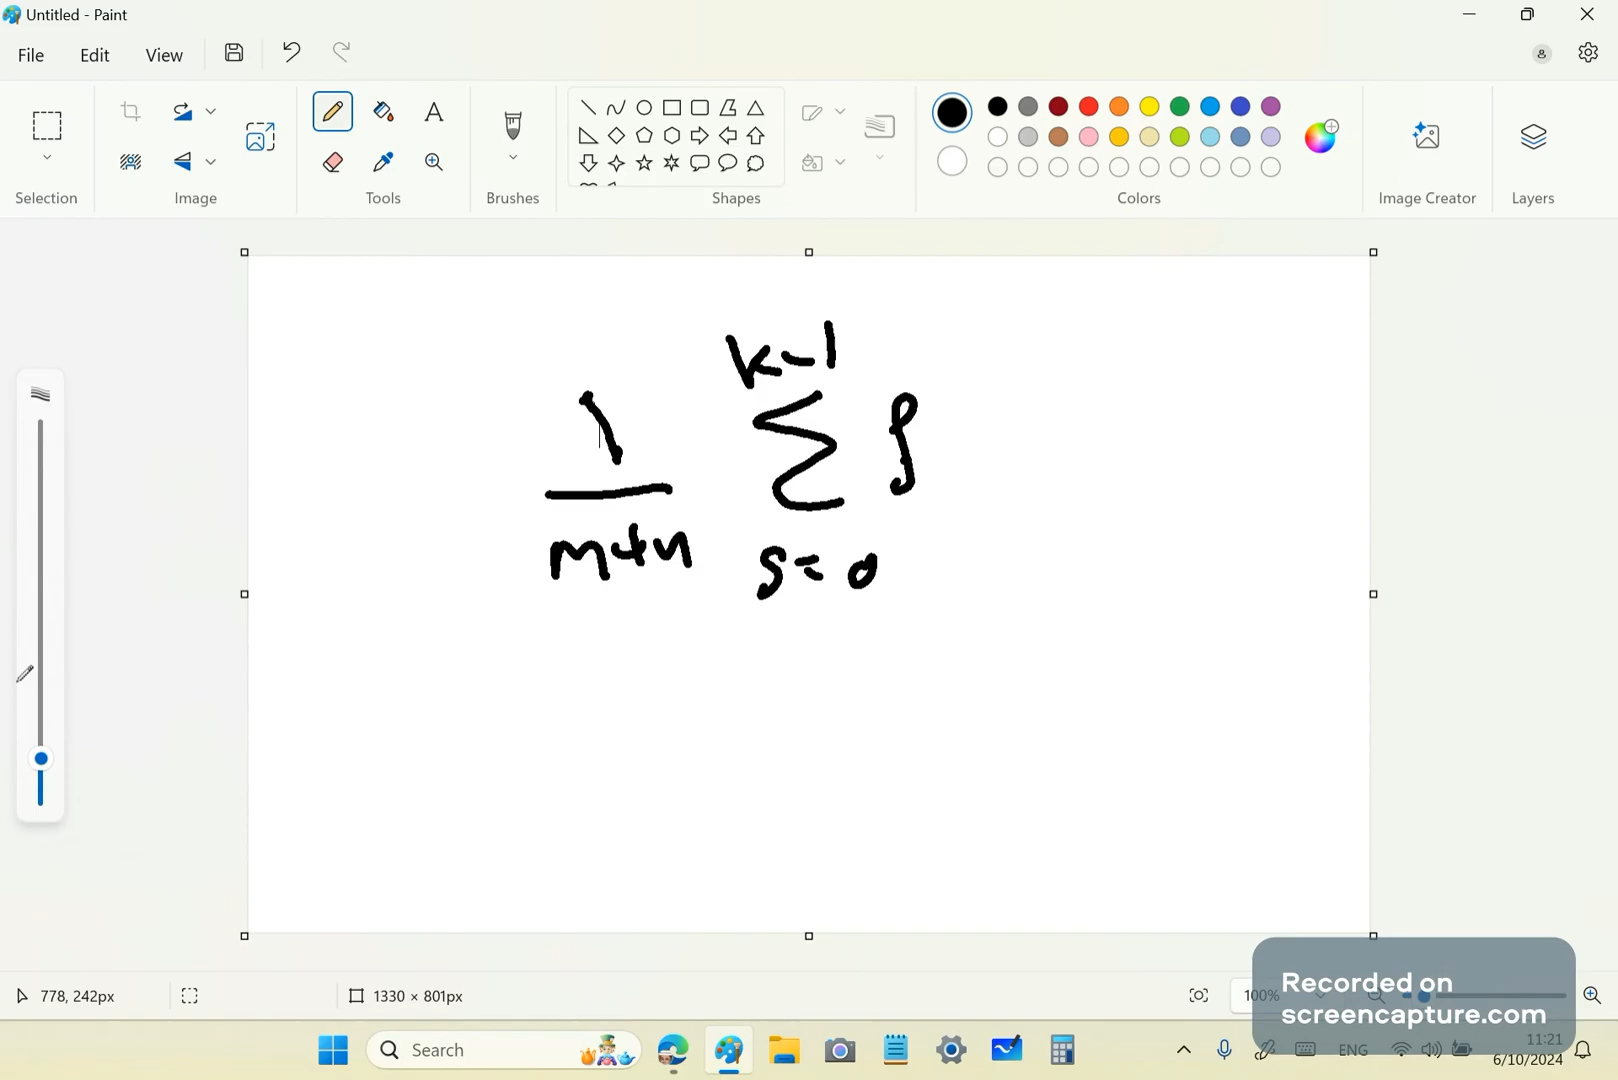 Untitled - Paint
File Edit View
Selection Image Tools Brushes Shapes Colors Image Creator Layers
k-1
1 ∑ f
m+n s=0
778, 242px 1330 × 801px 100%
Recorded on
screencapture.com
Search ENG 11:21
6/10/2024